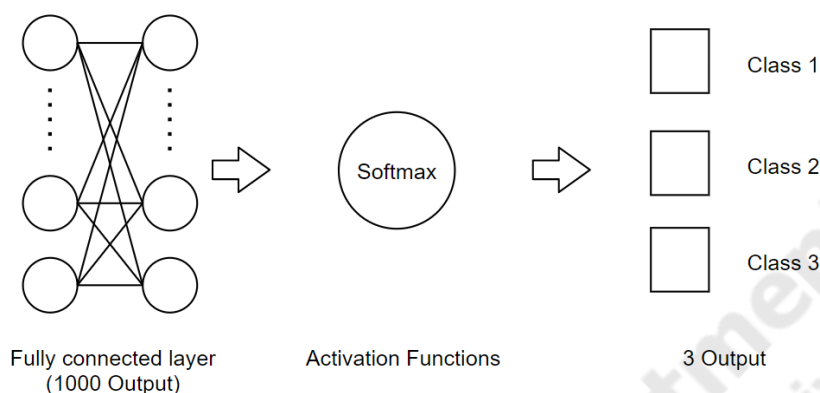 Softmax
Class 1
Class 2
Class 3
Fully connected layer
(1000 Output)
Activation Functions
3 Output